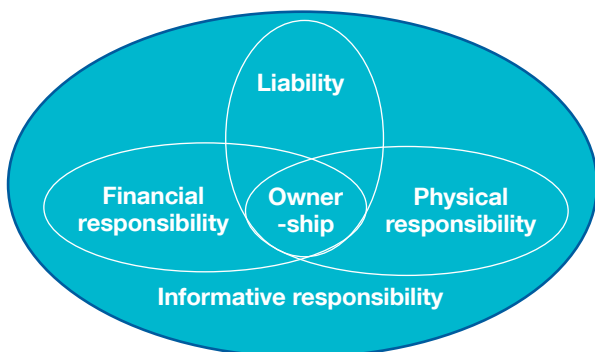 Liability
Financial
responsibility
Owner
-ship
Physical
responsibility
Informative responsibility